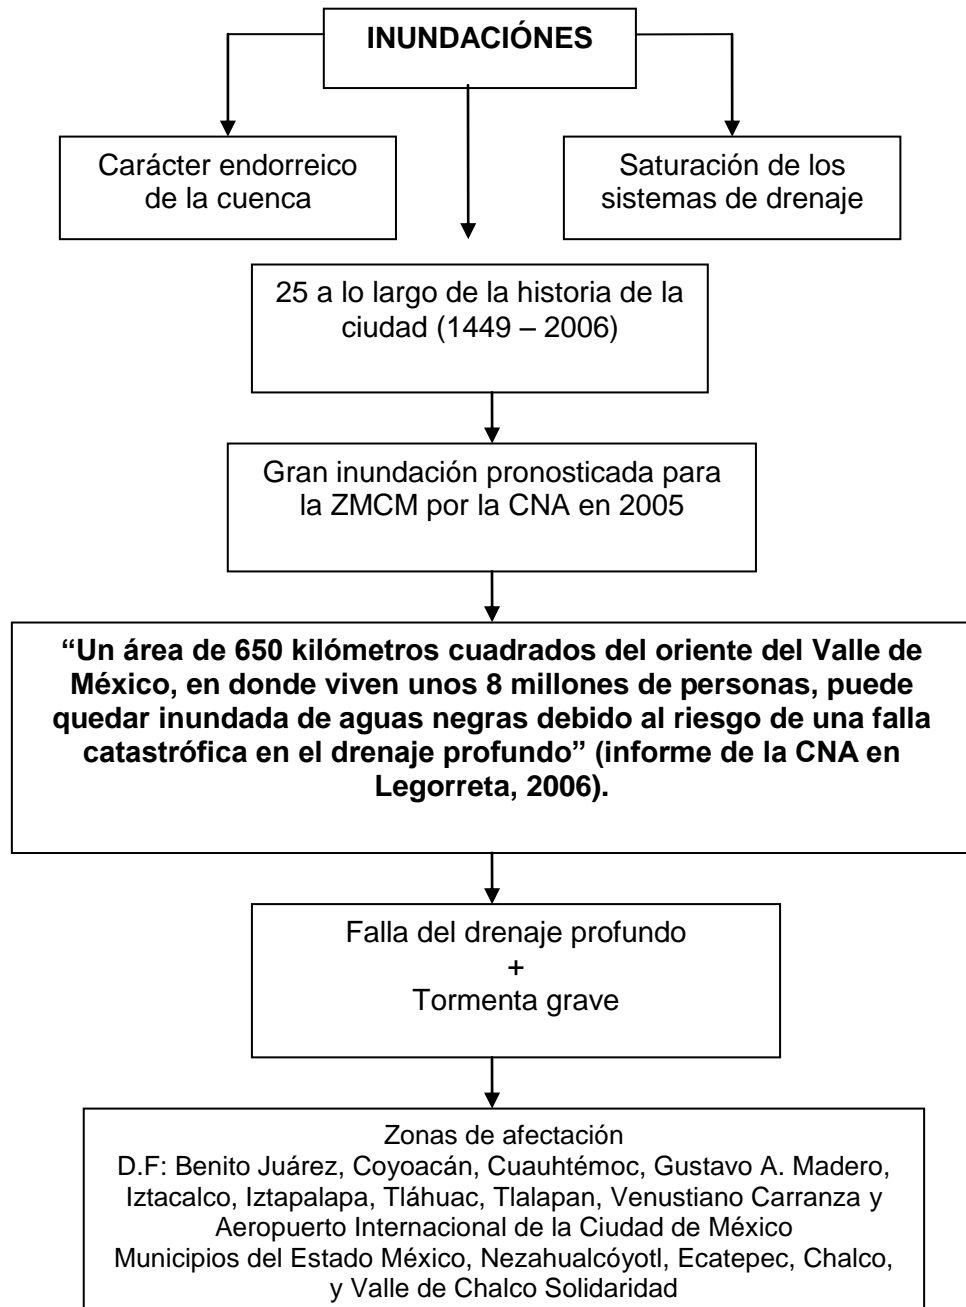 INUNDACIÓNES
Carácter endorreico
de la cuenca
Saturación de los
sistemas de drenaje
25 a lo largo de la historia de la
ciudad (1449 – 2006)
Gran inundación pronosticada para
la ZMCM por la CNA en 2005
“Un área de 650 kilómetros cuadrados del oriente del Valle de
México, en donde viven unos 8 millones de personas, puede
quedar inundada de aguas negras debido al riesgo de una falla
catastrófica en el drenaje profundo” (informe de la CNA en
Legorreta, 2006).
Falla del drenaje profundo
+
Tormenta grave
Zonas de afectación
D.F: Benito Juárez, Coyoacán, Cuauhtémoc, Gustavo A. Madero,
Iztacalco, Iztapalapa, Tláhuac, Tlalapan, Venustiano Carranza y
Aeropuerto Internacional de la Ciudad de México
Municipios del Estado México, Nezahualcóyotl, Ecatepec, Chalco,
y Valle de Chalco Solidaridad